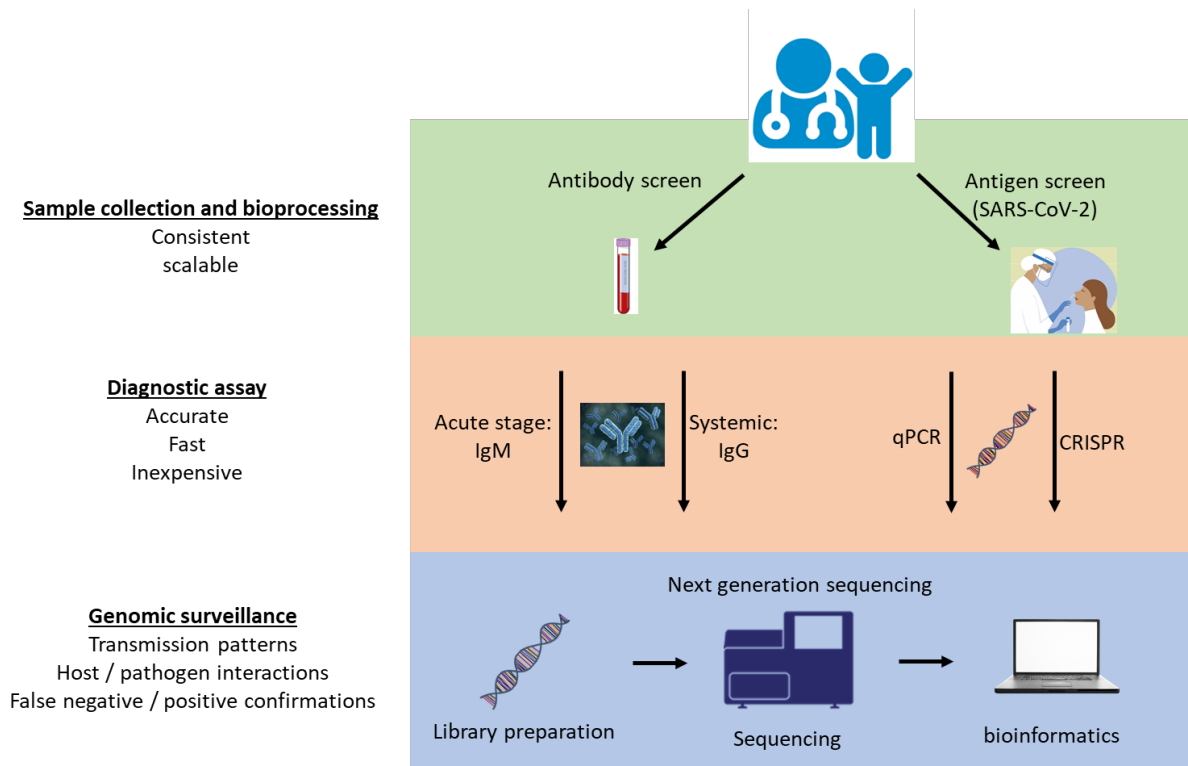 Antibody screen
Antigen screen
(SARS-CoV-2)
Sample collection and bioprocessing
Consistent
scalable
Diagnostic assay
Accurate
Fast
Inexpensive
Acute stage:
IgM
Systemic:
IgG
qPCR
CRISPR
Next generation sequencing
Genomic surveillance
Transmission patterns
Host / pathogen interactions
False negative / positive confirmations
Library preparation
Sequencing
bioinformatics